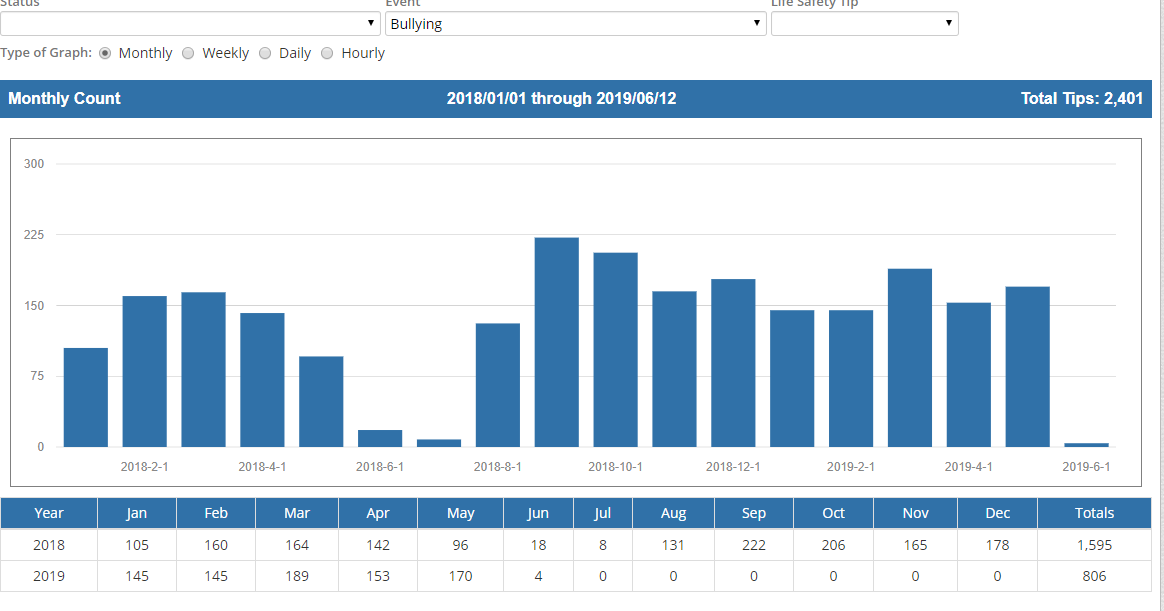 Status Event Life Safety Tip
Bullying
Type of Graph: Monthly Weekly Daily Hourly
Monthly Count 2018/01/01 through 2019/06/12 Total Tips: 2,401
300
225
150
75
0
2018-2-1 2018-4-1 2018-6-1 2018-8-1 2018-10-1 2018-12-1 2019-2-1 2019-4-1 2019-6-1
Year Jan Feb Mar Apr May Jun Jul Aug Sep Oct Nov Dec Totals
2018 105 160 164 142 96 18 8 131 222 206 165 178 1,595
2019 145 145 189 153 170 4 0 0 0 0 0 0 806